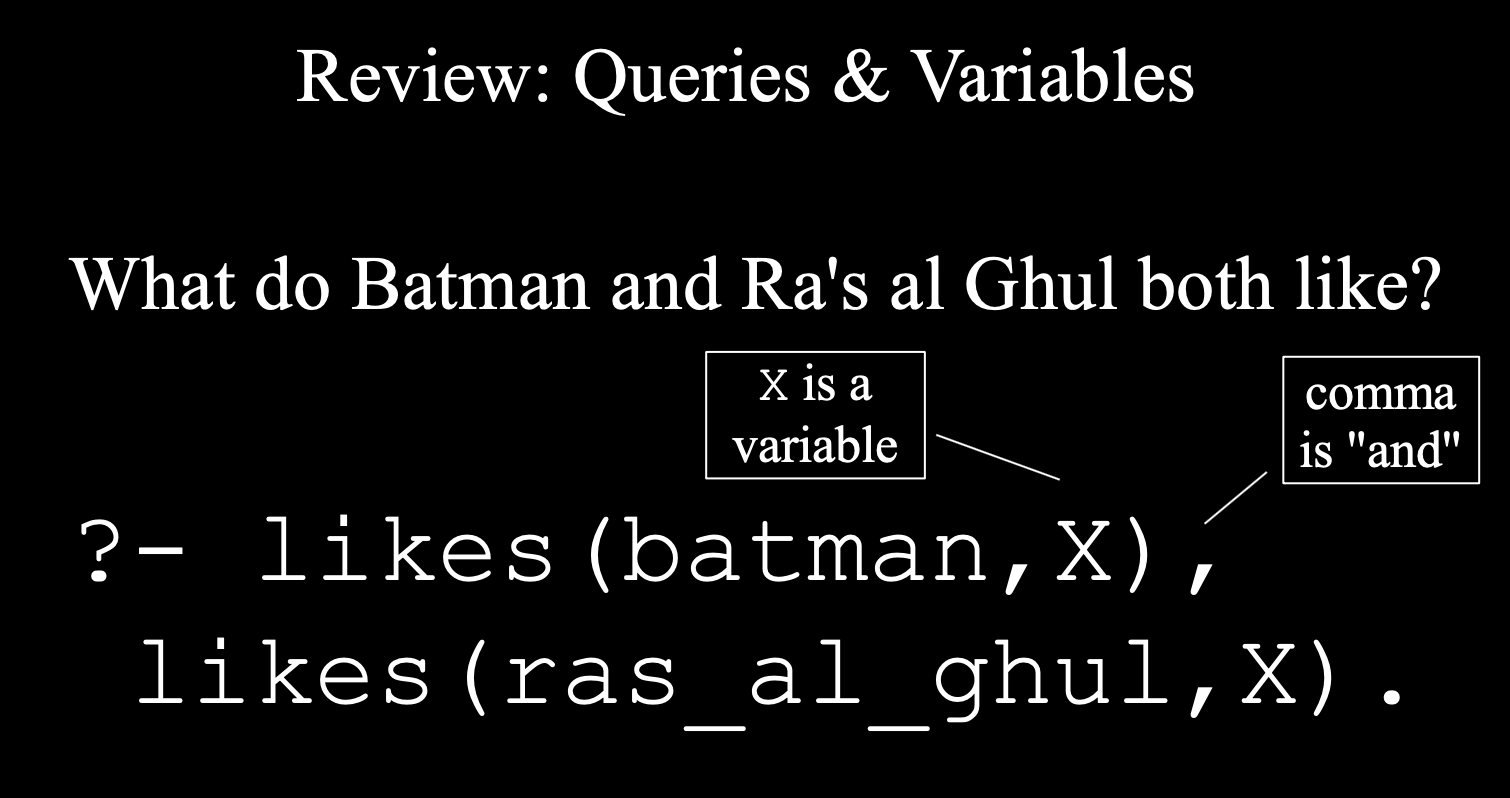 Review: Queries & Variables
What do Batman and Ra's al Ghul both like?
X is a
variable
comma
is "and"
?- likes(batman,X),
likes(ras_al_ghul,X).